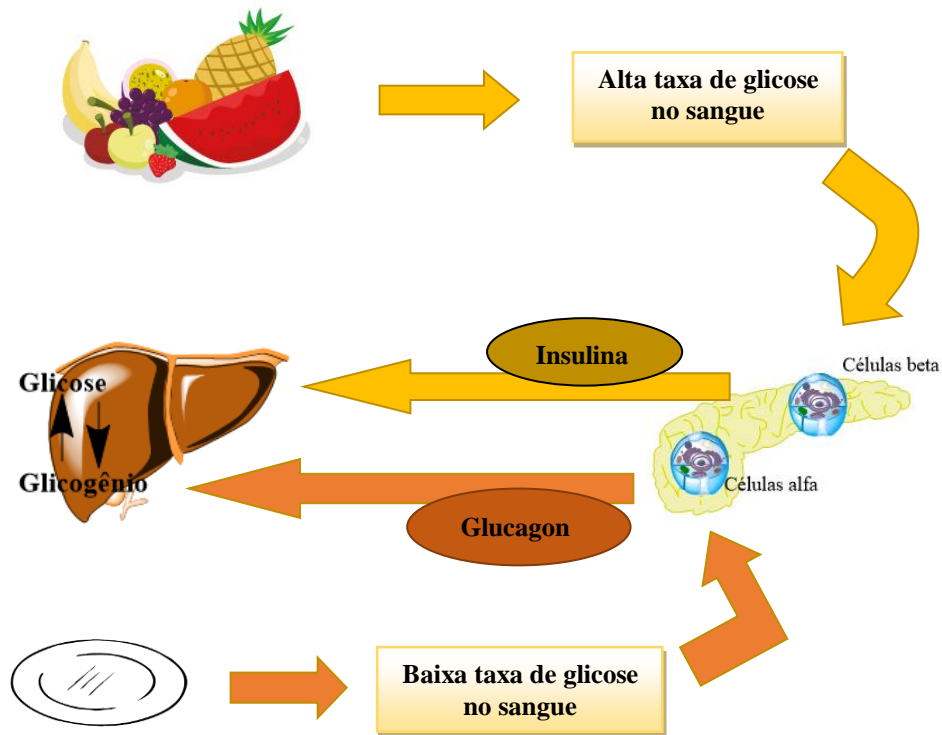 Alta taxa de glicose
no sangue
Insulina
Células beta
Glicose
Glicogênio
Células alfa
Glucagon
Baixa taxa de glicose
no sangue